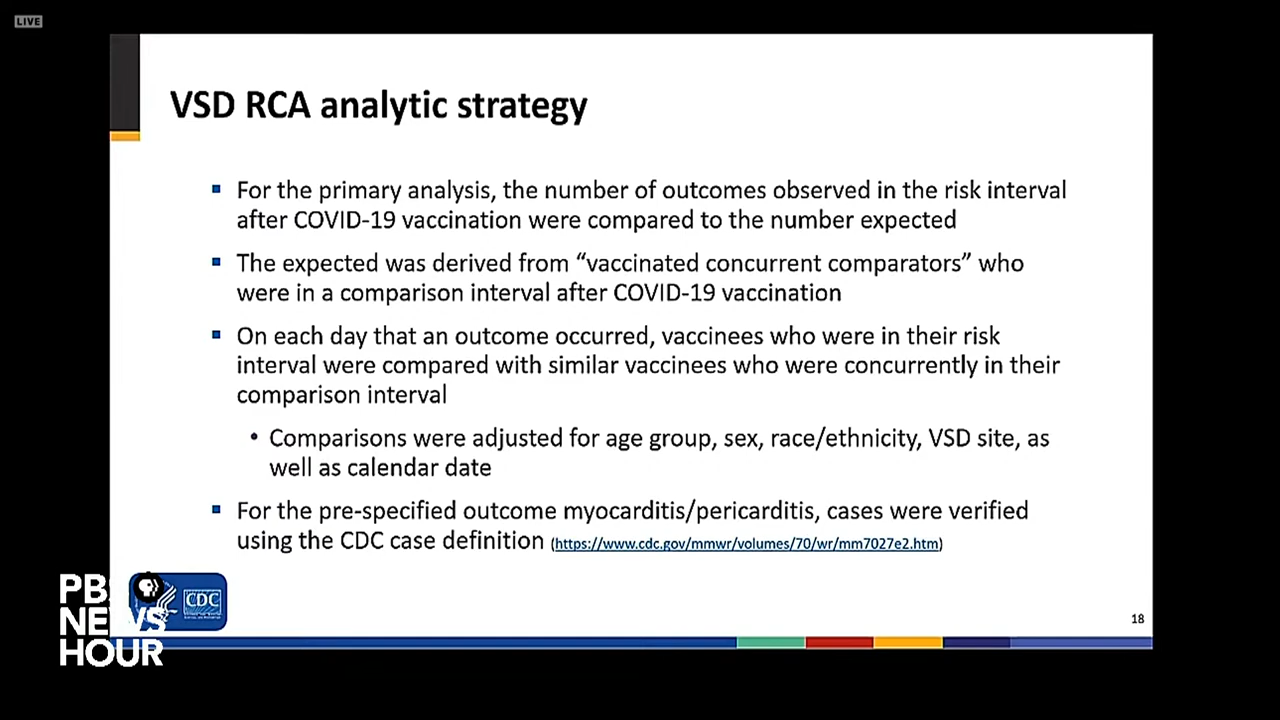 LIVE
VSD RCA analytic strategy
For the primary analysis, the number of outcomes observed in the risk interval
after COVID-19 vaccination were compared to the number expected
The expected was derived from “vaccinated concurrent comparators” who
were in a comparison interval after COVID-19 vaccination
On each day that an outcome occurred, vaccinees who were in their risk
interval were compared with similar vaccinees who were concurrently in their
comparison interval
• Comparisons were adjusted for age group, sex, race/ethnicity, VSD site, as
well as calendar date
For the pre-specified outcome myocarditis/pericarditis, cases were verified
using the CDC case definition (https://www.cdc.gov/mmwr/volumes/70/wr/mm7027e2.htm)
CDC
PBS
NEWS
HOUR
18